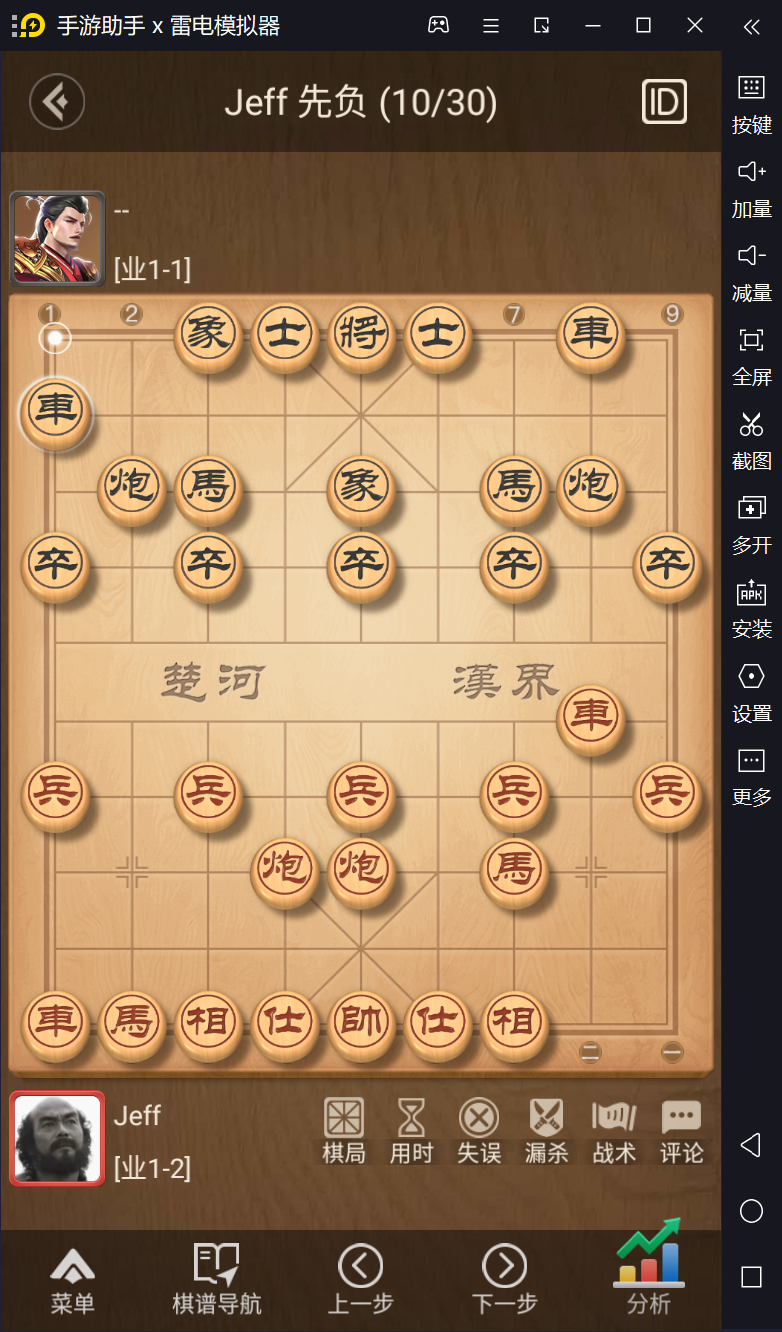 手游助手 x 雷电模拟器
Jeff 先负 (10/30)
ID
按键
加量
减量
全屏
截图
多开
APK
安装
设置
更多
--
[业1-1]
1 2 7 9
象 士 將 士 車
車
炮 馬 象 馬 炮
卒 卒 卒 卒 卒
楚河 漢界
車
兵 兵 兵 兵 兵
炮 炮 馬
車 馬 相 仕 帥 仕 相
二 一
Jeff
[业1-2]
棋局 用时 失误 漏杀 战术 评论
菜单 棋谱导航 上一步 下一步 分析